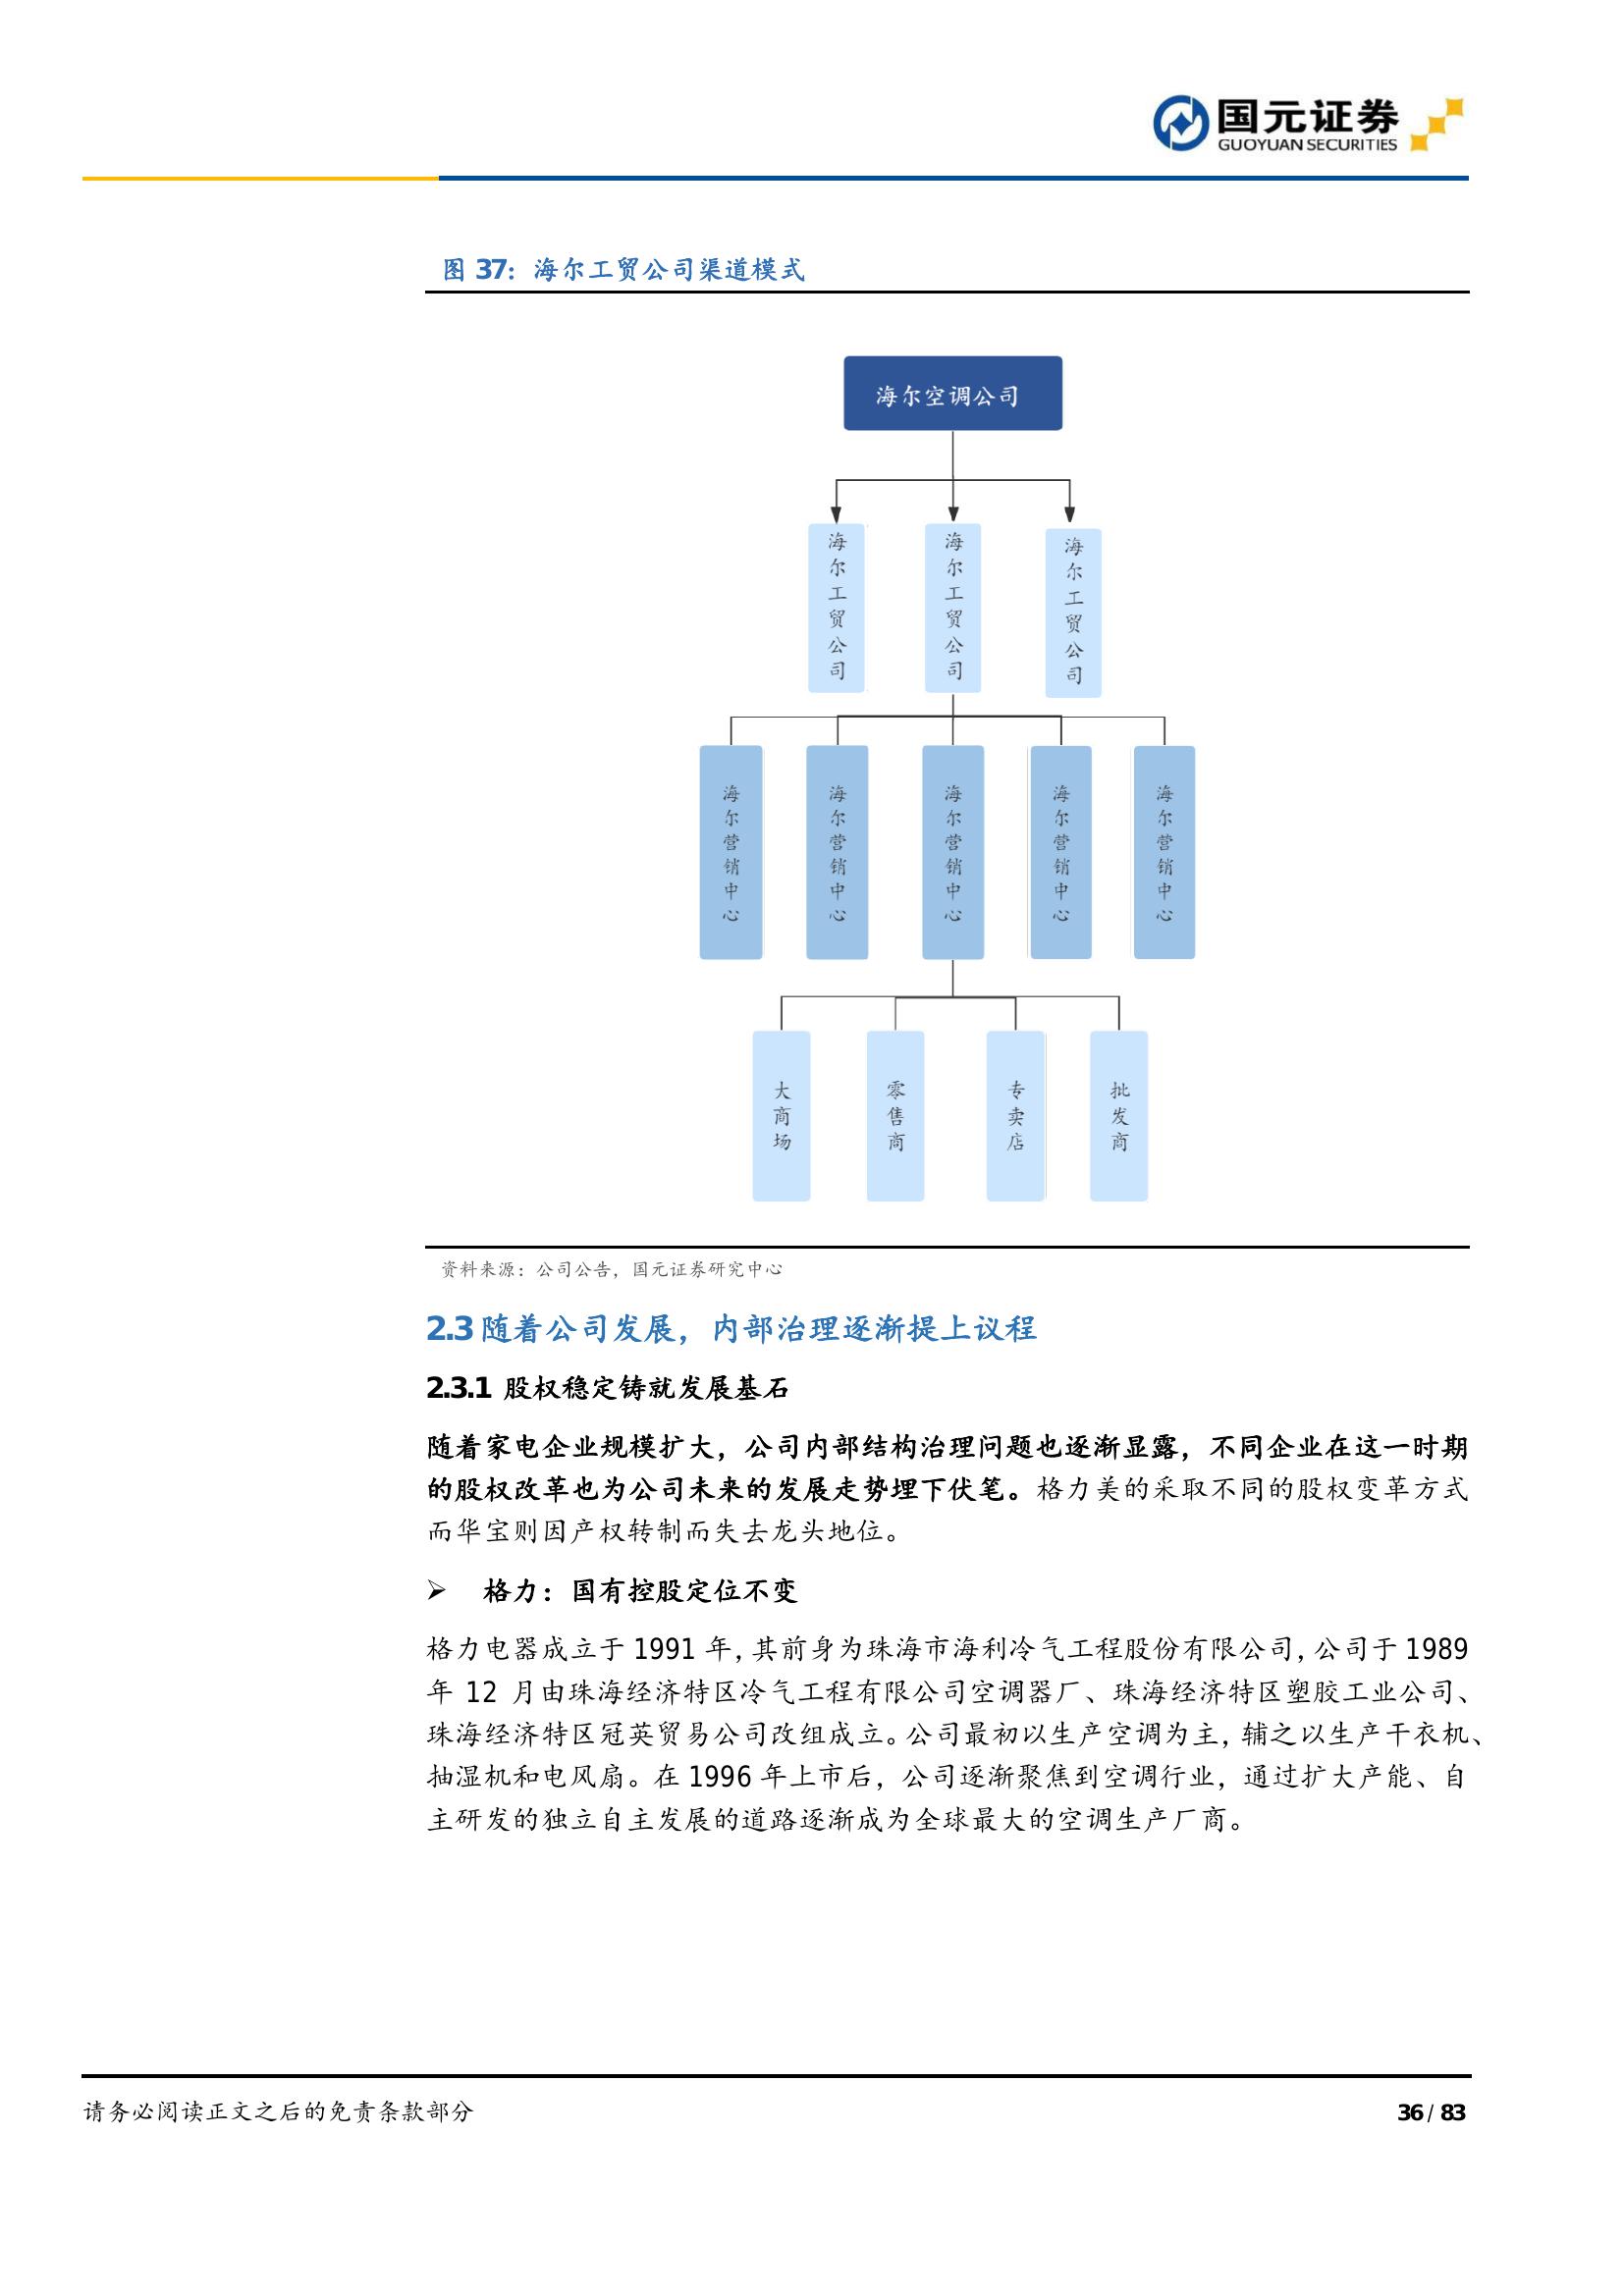 国元证券
GUOYUAN SECURITIES
图 37：海尔工贸公司渠道模式
海尔空调公司
海尔工贸公司
海尔工贸公司
海尔工贸公司
海尔营销中心
海尔营销中心
海尔营销中心
海尔营销中心
海尔营销中心
大商场
零售商
专卖店
批发商
资料来源：公司公告，国元证券研究中心
2.3 随着公司发展，内部治理逐渐提上议程
2.3.1 股权稳定铸就发展基石
随着家电企业规模扩大，公司内部结构治理问题也逐渐显露，不同企业在这一时期
的股权改革也为公司未来的发展走势埋下伏笔。格力美的采取不同的股权变革方式
而华宝则因产权转制而失去龙头地位。
➢ 格力：国有控股定位不变
格力电器成立于 1991 年，其前身为珠海市海利冷气工程股份有限公司，公司于 1989
年 12 月由珠海经济特区冷气工程有限公司空调器厂、珠海经济特区塑胶工业公司、
珠海经济特区冠英贸易公司改组成立。公司最初以生产空调为主，辅之以生产干衣机、
抽湿机和电风扇。在 1996 年上市后，公司逐渐聚焦到空调行业，通过扩大产能、自
主研发的独立自主发展的道路逐渐成为全球最大的空调生产厂商。
请务必阅读正文之后的免责条款部分
36 / 83